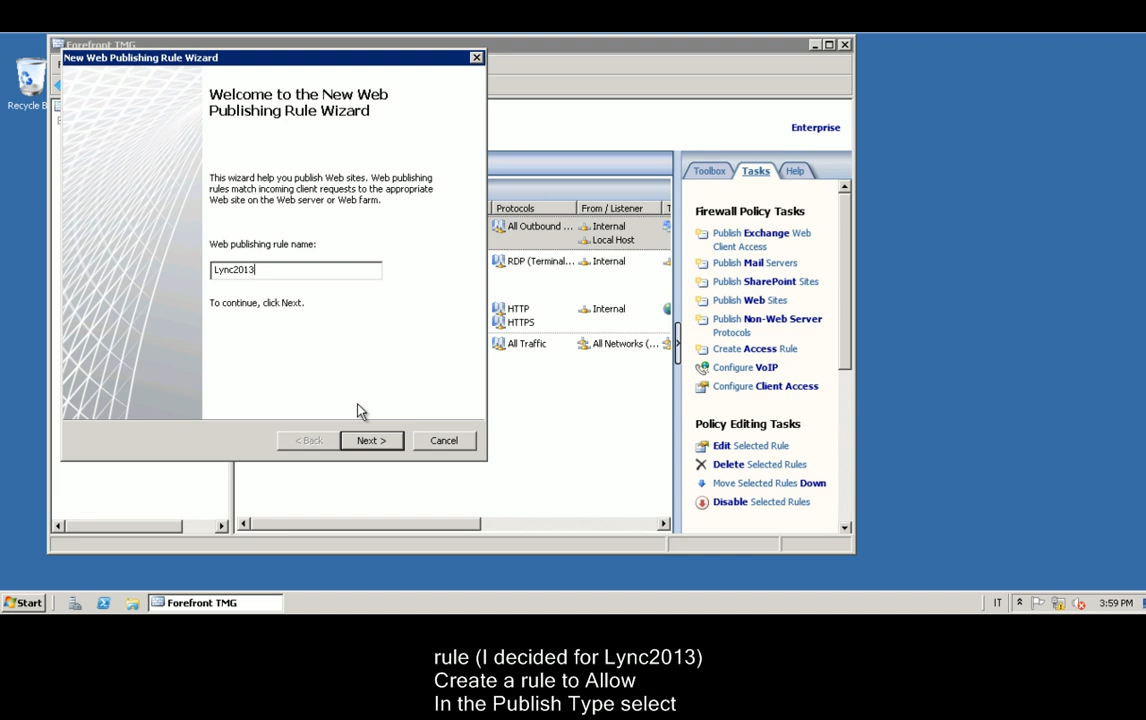 Forefront TMG
New Web Publishing Rule Wizard
Recycle B
Welcome to the New Web
Publishing Rule Wizard
This wizard help you publish Web sites. Web publishing
rules match incoming client requests to the appropriate
Web site on the Web server or Web farm.
Web publishing rule name:
Lync2013
To continue, click Next.
< Back
Next >
Cancel
Enterprise
Protocols
From / Listener
All Outbound ...
Internal
Local Host
RDP (Terminal...
Internal
HTTP
Internal
HTTPS
All Traffic
All Networks (...
Toolbox
Tasks
Help
Firewall Policy Tasks
Publish Exchange Web
Client Access
Publish Mail Servers
Publish SharePoint Sites
Publish Web Sites
Publish Non-Web Server
Protocols
Create Access Rule
Configure VoIP
Configure Client Access
Policy Editing Tasks
Edit Selected Rule
Delete Selected Rules
Move Selected Rules Down
Disable Selected Rules
Start
Forefront TMG
IT
3:59 PM
rule (I decided for Lync2013)
Create a rule to Allow
In the Publish Type select